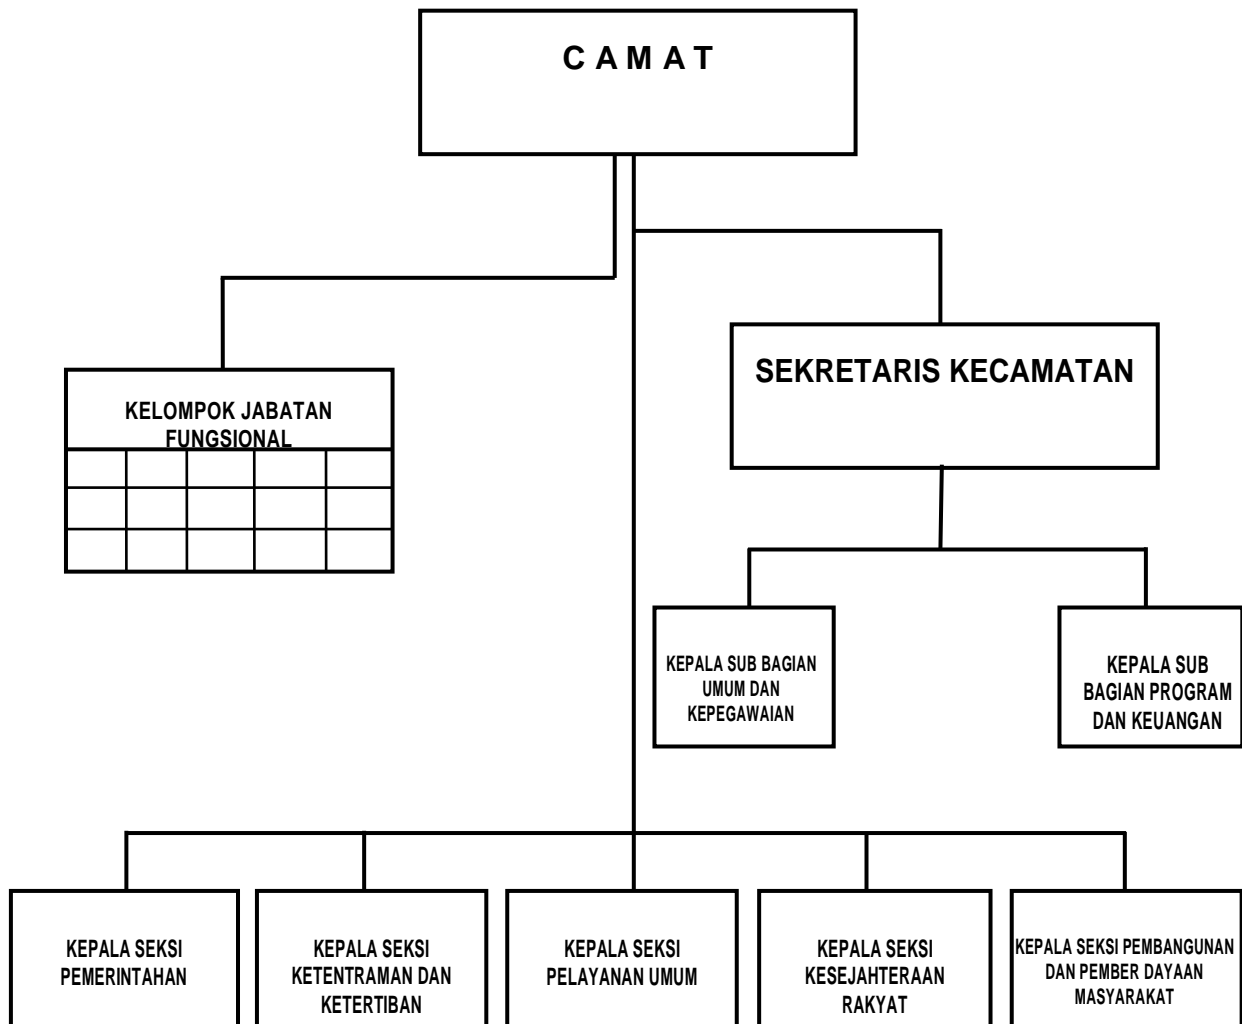 C A M A T
SEKRETARIS KECAMATAN
KELOMPOK JABATAN
FUNGSIONAL
KEPALA SUB BAGIAN
UMUM DAN
KEPEGAWAIAN
KEPALA SUB
BAGIAN PROGRAM
DAN KEUANGAN
KEPALA SEKSI
PEMERINTAHAN
KEPALA SEKSI
KETENTRAMAN DAN
KETERTIBAN
KEPALA SEKSI
PELAYANAN UMUM
KEPALA SEKSI
KESEJAHTERAAN
RAKYAT
KEPALA SEKSI PEMBANGUNAN
DAN PEMBER DAYAAN
MASYARAKAT